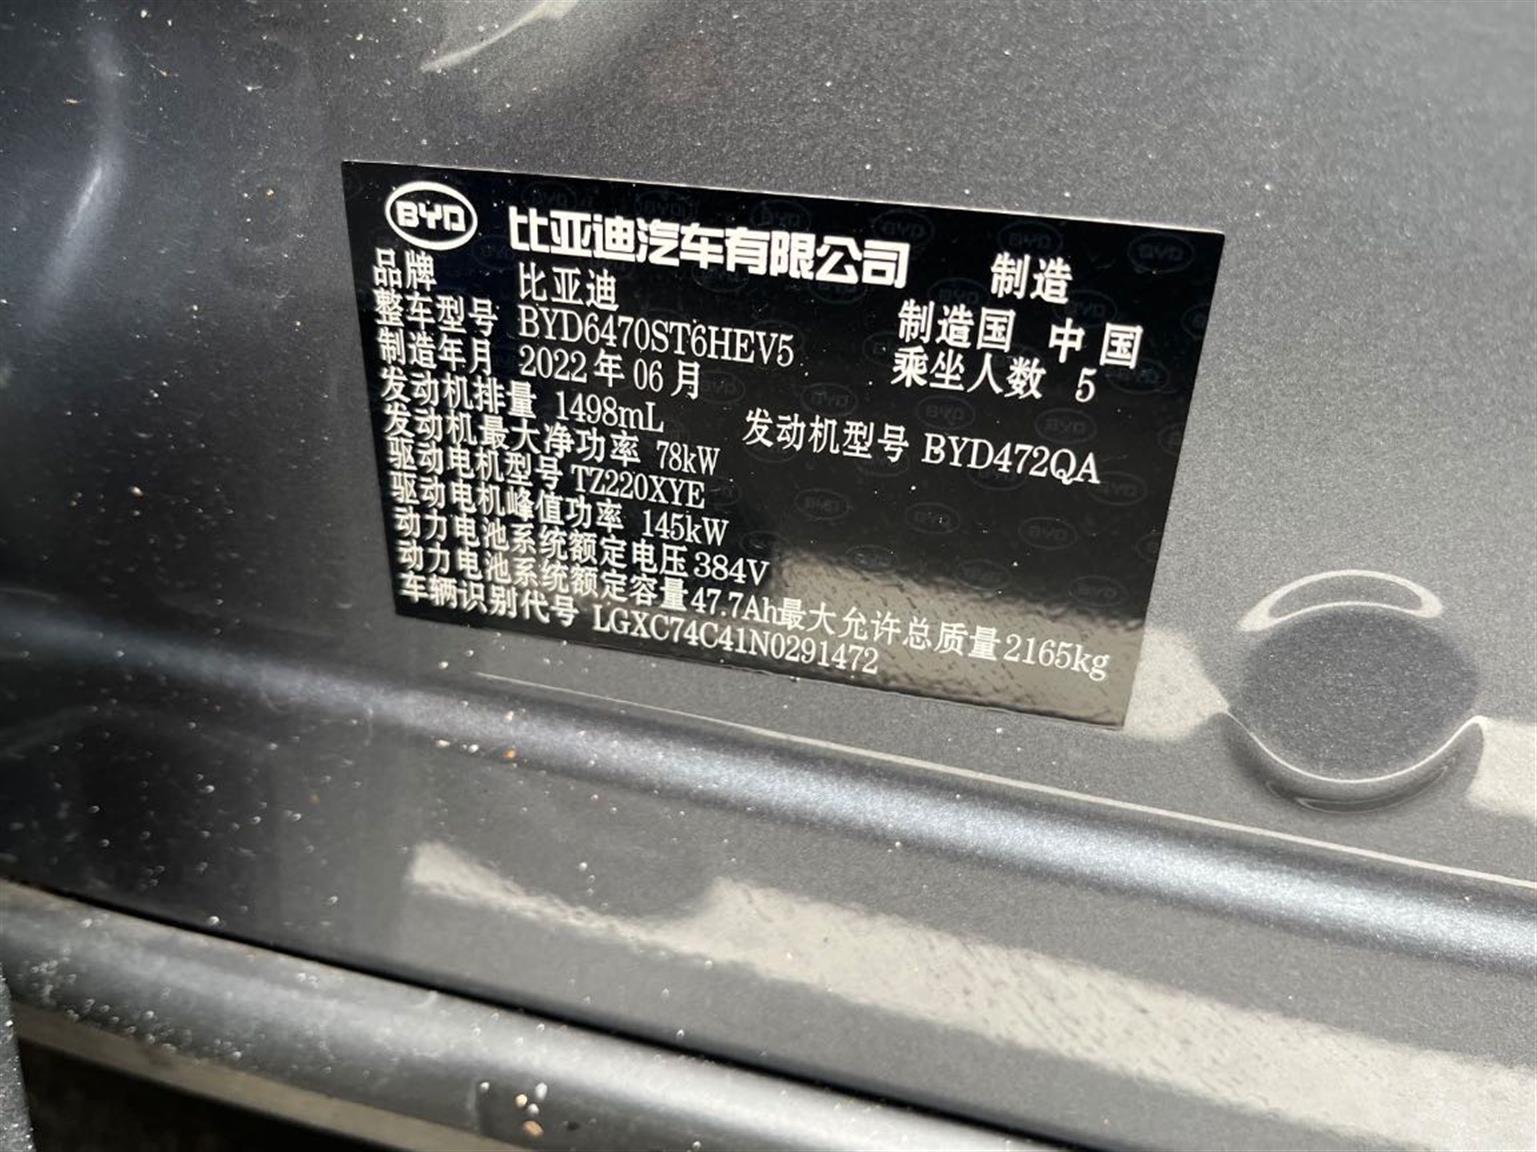 BYD 比亚迪汽车有限公司 制造
品牌 比亚迪 制造国 中国
整车型号 BYD6470ST6HEV5 乘坐人数 5
制造年月 2022年06月
发动机排量 1498mL 发动机型号 BYD472QA
发动机最大净功率 78kW
驱动电机型号 TZ220XYE
驱动电机峰值功率 145kW
动力电池系统额定电压 384V
动力电池系统额定容量 47.7Ah 最大允许总质量 2165kg
车辆识别代号 LGXC74C41N0291472